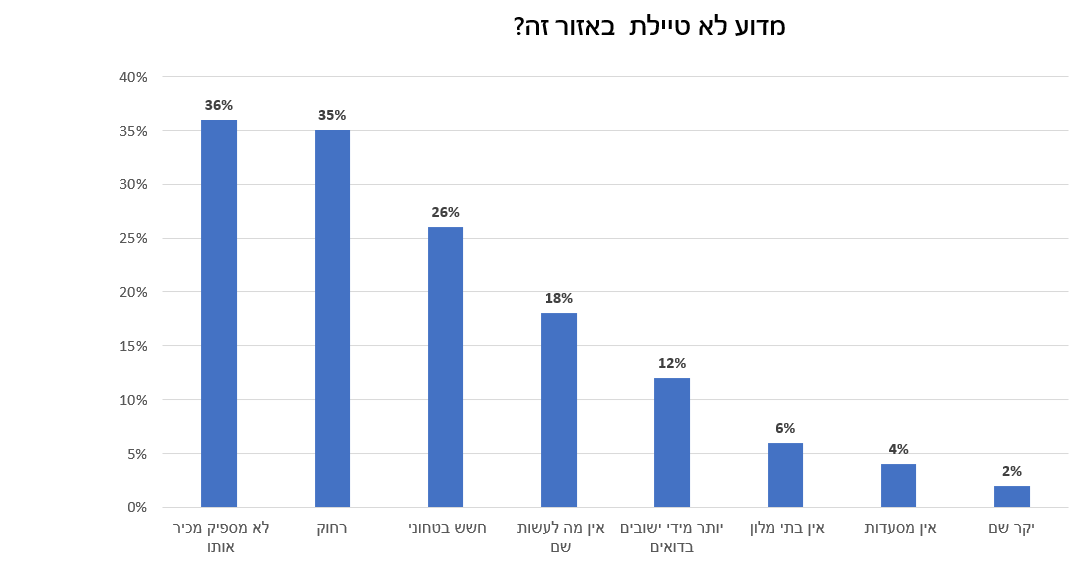 מדוע לא טיילת  באזור זה?
40%
35%
30%
25%
20%
15%
10%
5%
0%
36%
35%
26%
18%
12%
6%
4%
2%
לא מספיק מכיר
אותו
רחוק
חשש בטחוני
אין מה לעשות
שם
יותר מידי ישובים
בדואים
אין בתי מלון
אין מסעדות
יקר שם